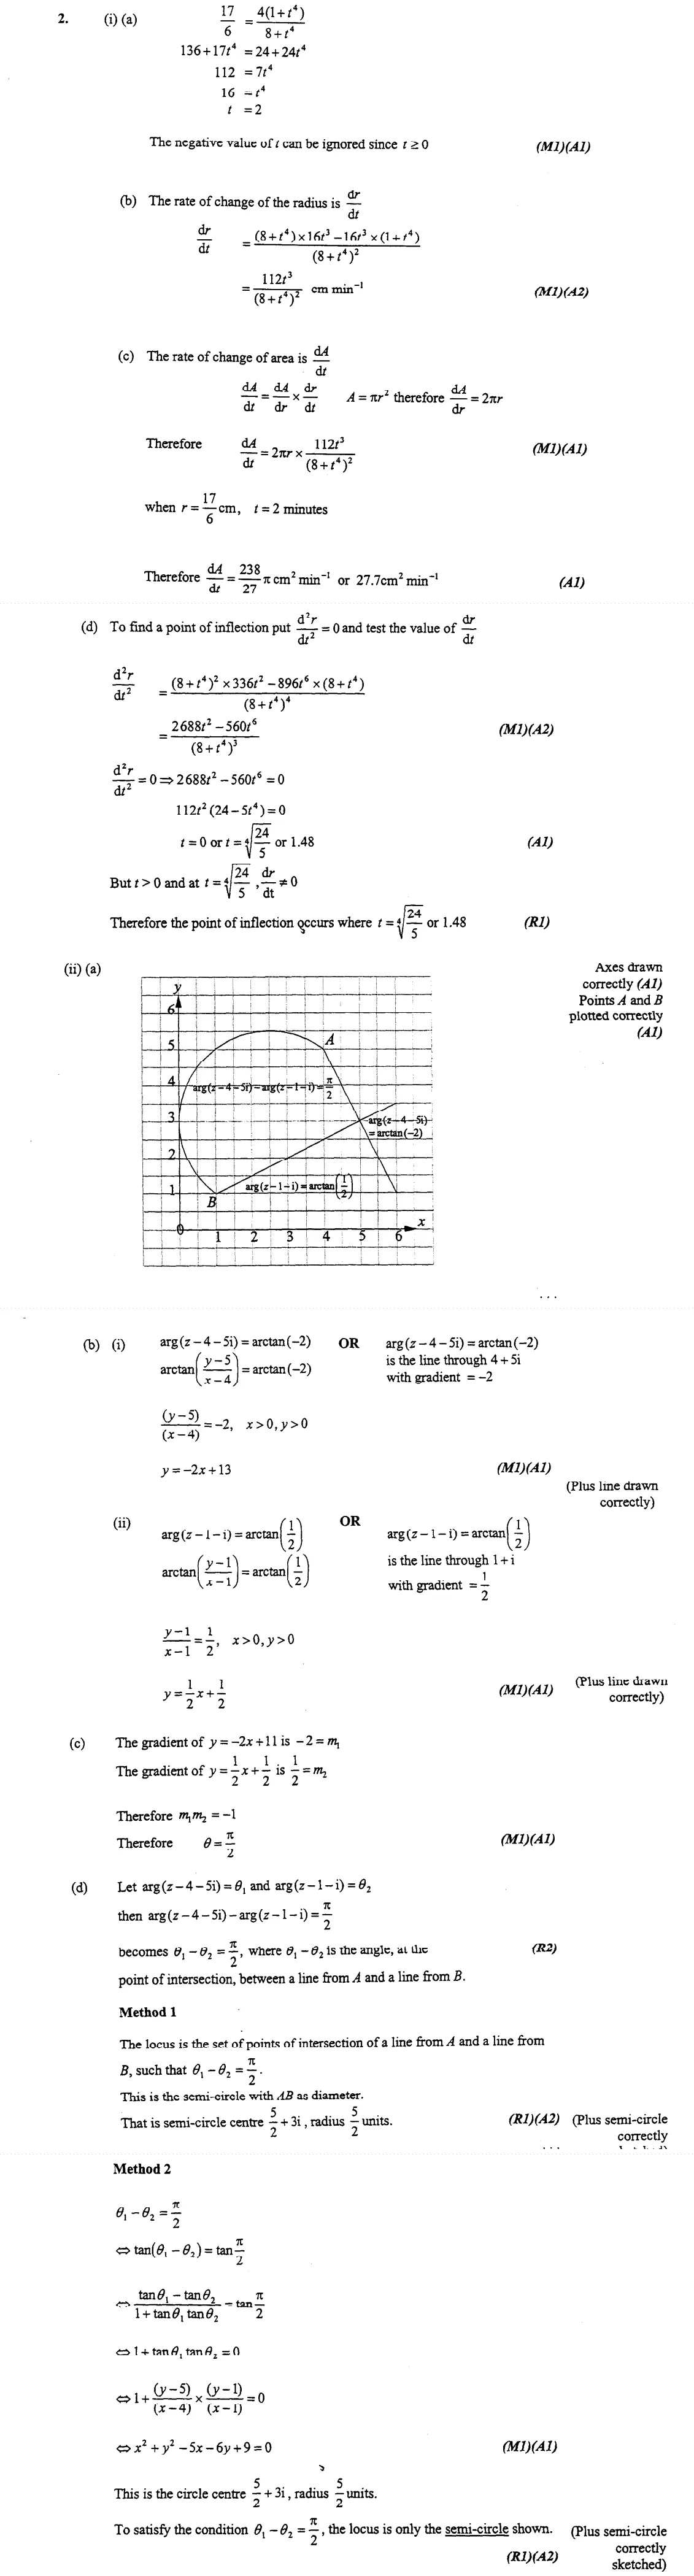 2. (i) (a) 17/6 = 4(1+t⁴)/(8+t⁴)
136+17t⁴ = 24+24t⁴
112 = 7t⁴
16 = t⁴
t = 2
The negative value of t can be ignored since t ≥ 0 (M1)(A1)
(b) The rate of change of the radius is dr/dt
dr/dt = ((8+t⁴)×16t³ −16t³×(1+t⁴))/(8+t⁴)²
= 112t³/(8+t⁴)² cm min⁻¹ (M1)(A2)
(c) The rate of change of area is dA/dt
dA/dt = dA/dr × dr/dt A = πr² therefore dA/dr = 2πr
Therefore dA/dt = 2πr × 112t³/(8+t⁴)² (M1)(A1)
when r = 17/6 cm, t = 2 minutes
Therefore dA/dt = 238/27 π cm² min⁻¹ or 27.7cm² min⁻¹ (A1)
(d) To find a point of inflection put d²r/dt² = 0 and test the value of dr/dt
d²r/dt² = ((8+t⁴)²×336t² −896t⁶×(8+t⁴))/(8+t⁴)⁴
= (2688t² −560t⁶)/(8+t⁴)³ (M1)(A2)
d²r/dt² = 0 ⇒ 2688t² −560t⁶ = 0
112t²(24−5t⁴) = 0
t = 0 or t = ⁴√(24/5) or 1.48 (A1)
But t > 0 and at t = ⁴√(24/5), dr/dt ≠ 0
Therefore the point of inflection occurs where t = ⁴√(24/5) or 1.48 (R1)
(ii) (a)
Axes drawn
correctly (A1)
Points A and B
plotted correctly
(A1)
y
6
5
A
4
arg(z−4−5i)−arg(z−1−i)=π/2
3
arg(z−4−5i)
=arctan(−2)
2
1
B
arg(z−1−i)=arctan(1/2)
0 1 2 3 4 5 6 x
. . .
(b) (i) arg(z−4−5i) = arctan(−2) OR arg(z−4−5i) = arctan(−2)
arctan((y−5)/(x−4)) = arctan(−2) is the line through 4+5i
with gradient = −2
(y−5)/(x−4) = −2, x>0, y>0
y = −2x+13 (M1)(A1)
(Plus line drawn
correctly)
(ii) arg(z−1−i) = arctan(1/2) OR arg(z−1−i) = arctan(1/2)
arctan((y−1)/(x−1)) = arctan(1/2) is the line through 1+i
with gradient = 1/2
(y−1)/(x−1) = 1/2, x>0, y>0
y = 1/2 x + 1/2 (M1)(A1) (Plus line drawn
correctly)
(c) The gradient of y = −2x+11 is −2 = m₁
The gradient of y = 1/2 x + 1/2 is 1/2 = m₂
Therefore m₁m₂ = −1
Therefore θ = π/2 (M1)(A1)
(d) Let arg(z−4−5i) = θ₁ and arg(z−1−i) = θ₂
then arg(z−4−5i)−arg(z−1−i) = π/2
becomes θ₁ − θ₂ = π/2, where θ₁ − θ₂ is the angle, at the (R2)
point of intersection, between a line from A and a line from B.
Method 1
The locus is the set of points of intersection of a line from A and a line from
B, such that θ₁ − θ₂ = π/2.
This is the semi-circle with AB as diameter.
That is semi-circle centre 5/2 + 3i, radius 5/2 units. (R1)(A2) (Plus semi-circle
correctly
Method 2
θ₁ − θ₂ = π/2
⇔ tan(θ₁ − θ₂) = tan π/2
⇔ (tan θ₁ − tan θ₂)/(1+ tan θ₁ tan θ₂) = tan π/2
⇔ 1+ tan θ₁ tan θ₂ = 0
⇔ 1+ (y−5)/(x−4) × (y−1)/(x−1) = 0
⇔ x² + y² −5x −6y +9 = 0 (M1)(A1)
This is the circle centre 5/2 + 3i, radius 5/2 units.
To satisfy the condition θ₁ − θ₂ = π/2, the locus is only the semi-circle shown. (Plus semi-circle
correctly
(R1)(A2) sketched)